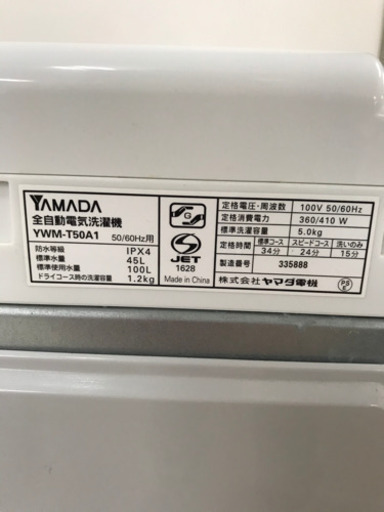 YAMADA
全自動電気洗濯機
YWM-T50A1 50/60Hz用
防水等級 IPX4
標準水量 45L
標準使用水量 100L
ドライコース時の洗濯容量 1.2kg
G
JET
1628
Made in China
定格電圧・周波数 100V 50/60Hz
定格消費電力 360/410 W
標準洗濯容量 5.0kg
定格時間 標準コース スピードコース 洗いのみ
34分 24分 15分
製造番号 335888
株式会社ヤマダ電機
PS
E